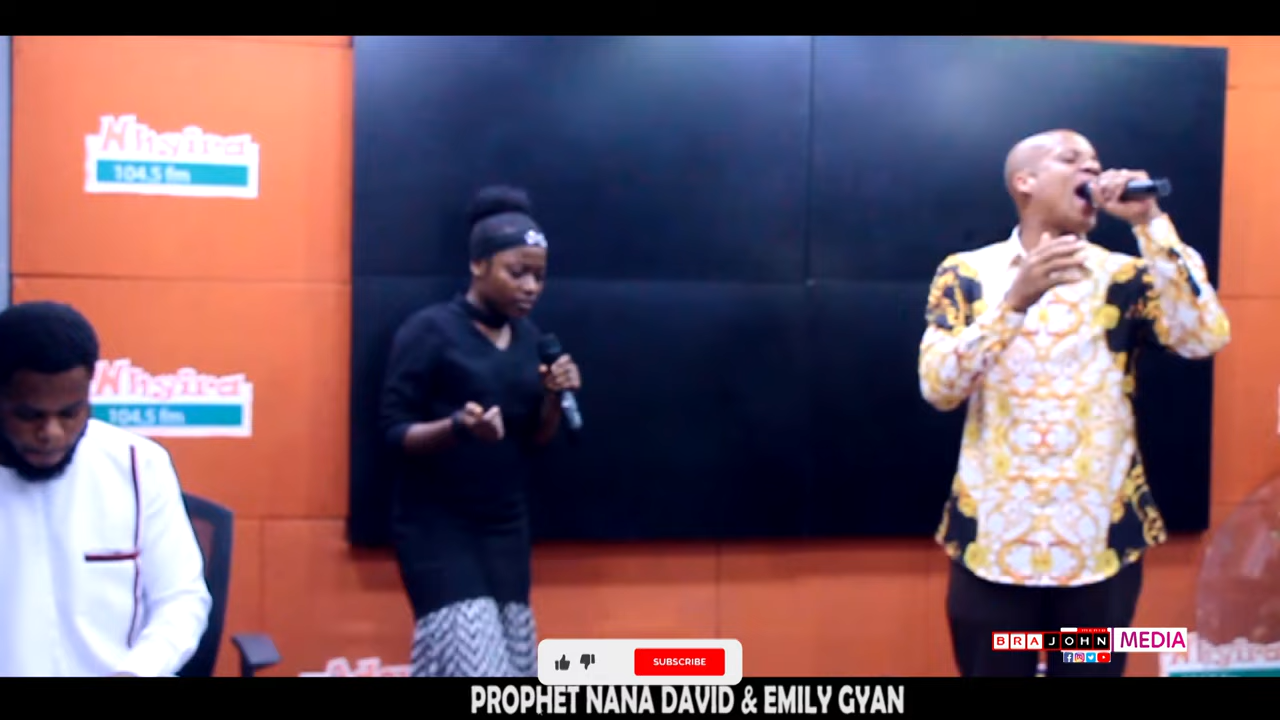 Nhyira
104.5 fm
Nhyira
104.5 fm
BRAJOHN MEDIA
SUBSCRIBE
PROPHET NANA DAVID & EMILY GYAN